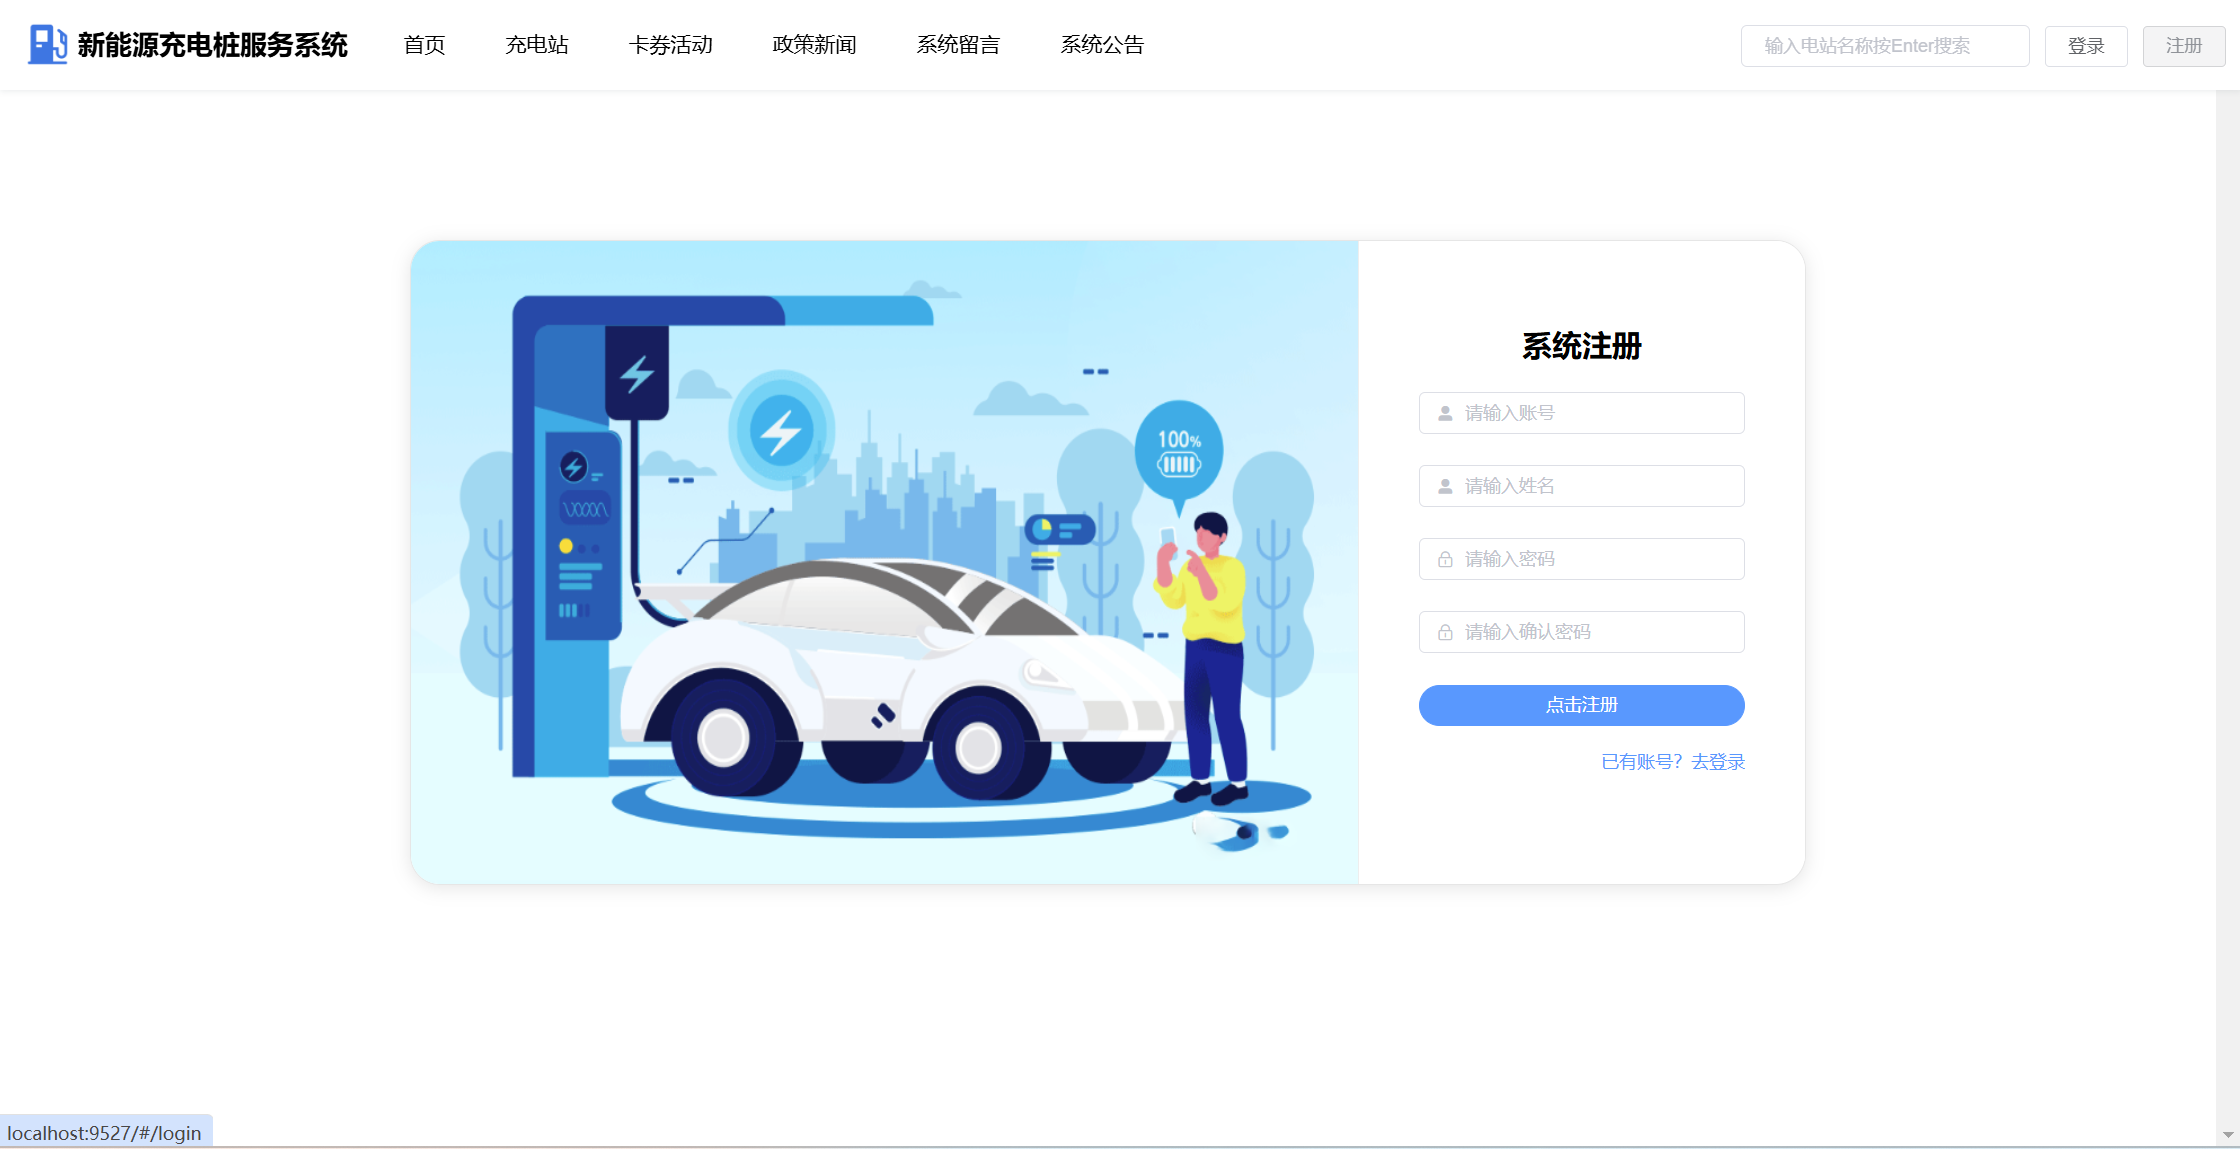 新能源充电桩服务系统 首页 充电站 卡券活动 政策新闻 系统留言 系统公告 输入电站名称按Enter搜索 登录 注册
100%
系统注册
请输入账号
请输入姓名
请输入密码
请输入确认密码
点击注册
已有账号？去登录
localhost:9527/#/login